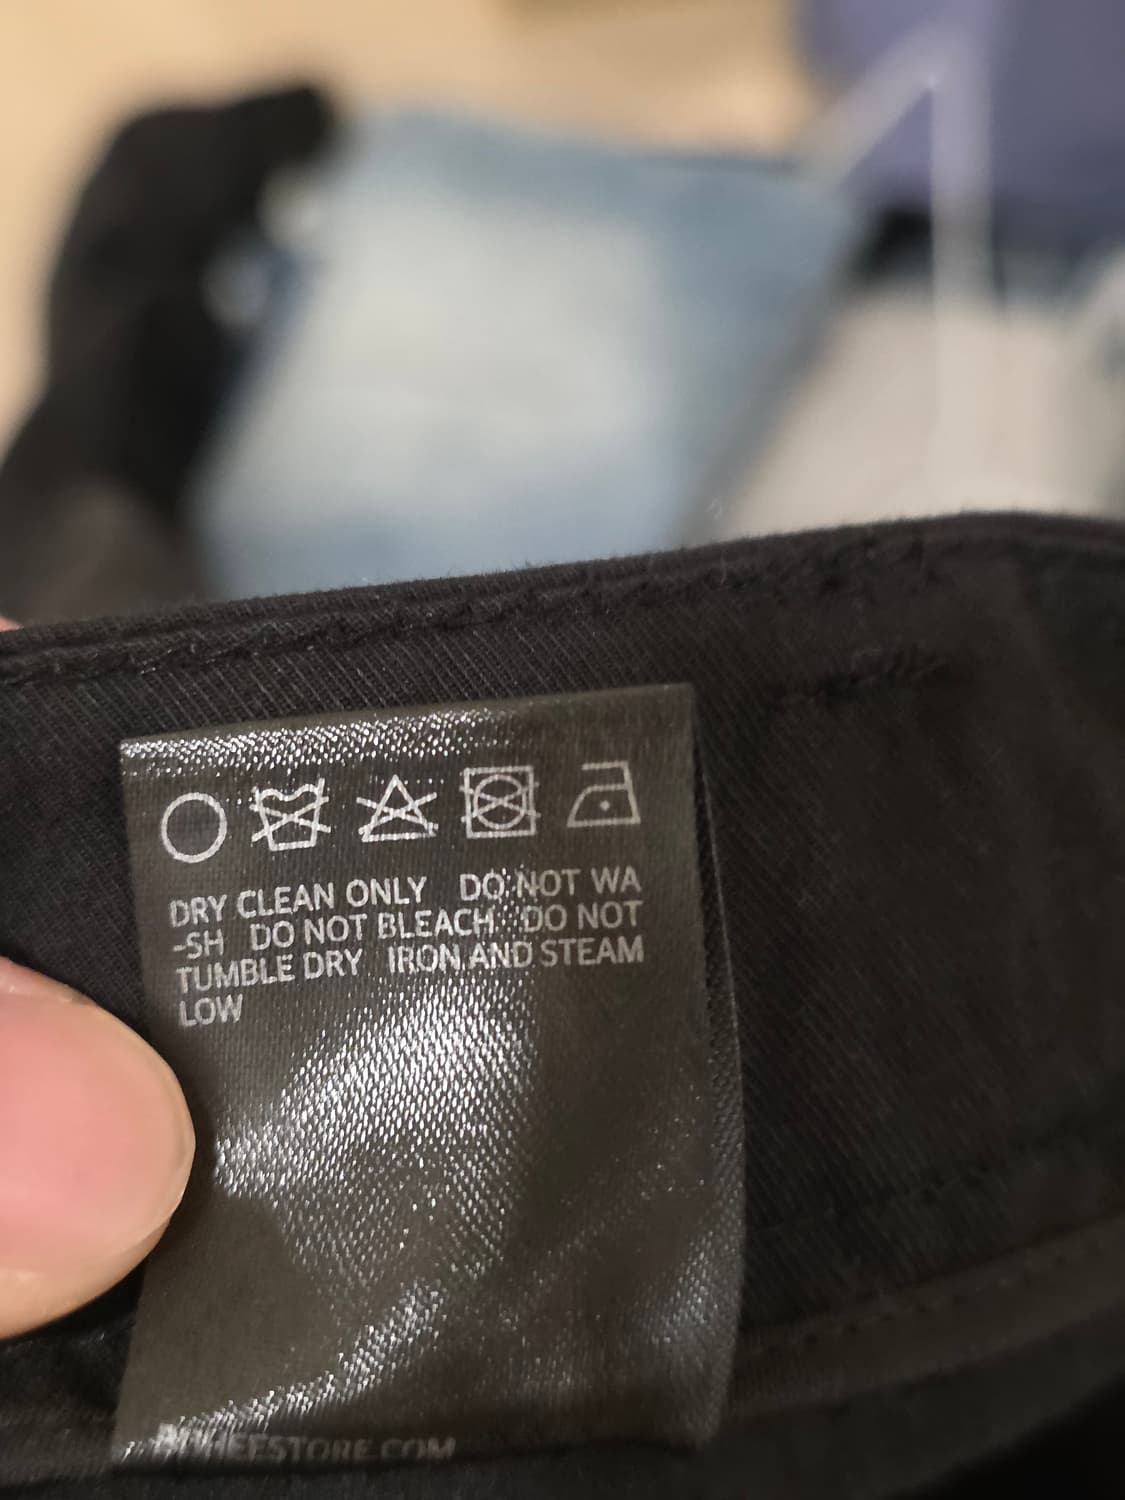 DRY CLEAN ONLY DO NOT WA
-SH DO NOT BLEACH DO NOT
TUMBLE DRY IRON AND STEAM
LOW